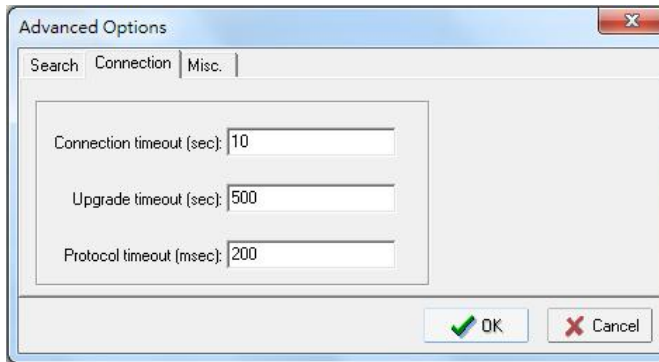 Advanced Options
Search Connection Misc.
Connection timeout (sec): 10
Upgrade timeout (sec): 500
Protocol timeout (msec): 200
OK Cancel